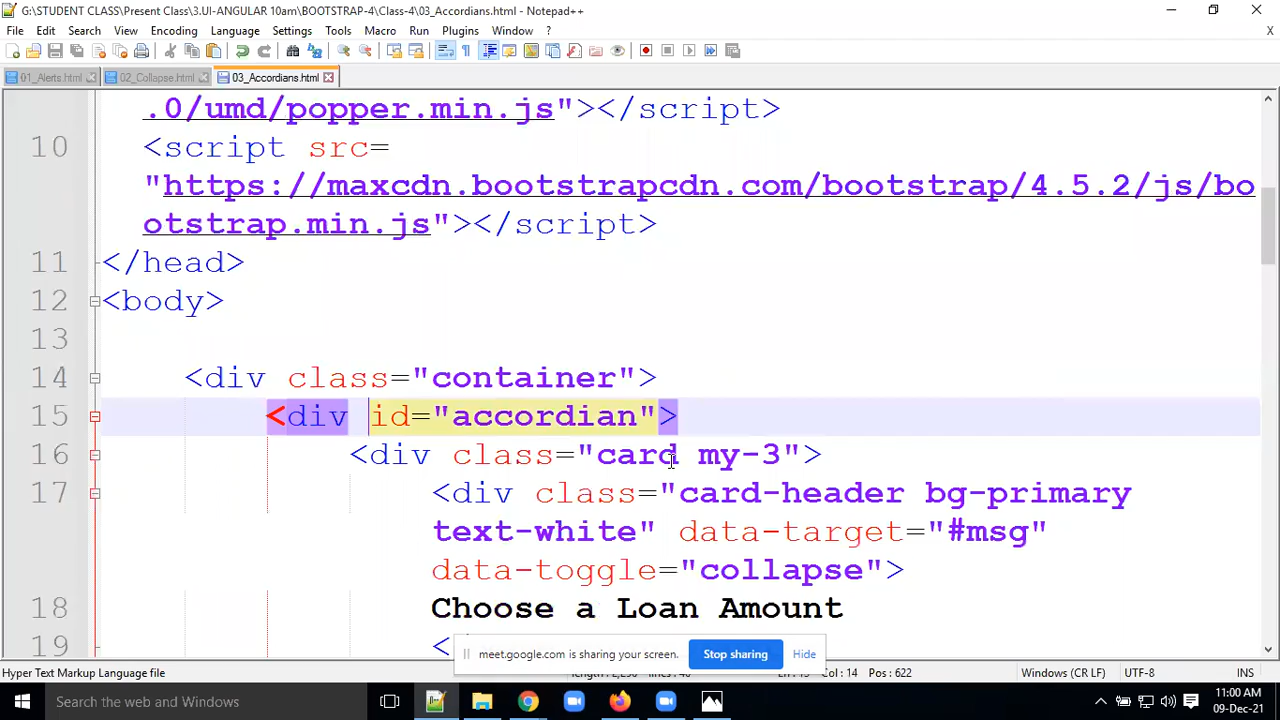 G:\STUDENT CLASS\Present Class\3.UI-ANGULAR 10am\BOOTSTRAP-4\Class-4\03_Accordians.html - Notepad++
File Edit Search View Encoding Language Settings Tools Macro Run Plugins Window ?
X
01_Alerts.html 02_Collapse.html 03_Accordians.html
.0/umd/popper.min.js"></script>
10 <script src=
"https://maxcdn.bootstrapcdn.com/bootstrap/4.5.2/js/bo
otstrap.min.js"></script>
11 </head>
12 <body>
13
14 <div class="container">
15 <div id="accordian">
16 <div class="card my-3">
17 <div class="card-header bg-primary
text-white" data-target="#msg"
data-toggle="collapse">
18 Choose a Loan Amount
19 <
meet.google.com is sharing your screen. Stop sharing Hide
Hyper Text Markup Language file Col : 14 Pos : 622 Windows (CR LF) UTF-8 INS
Search the web and Windows
11:00 AM
09-Dec-21